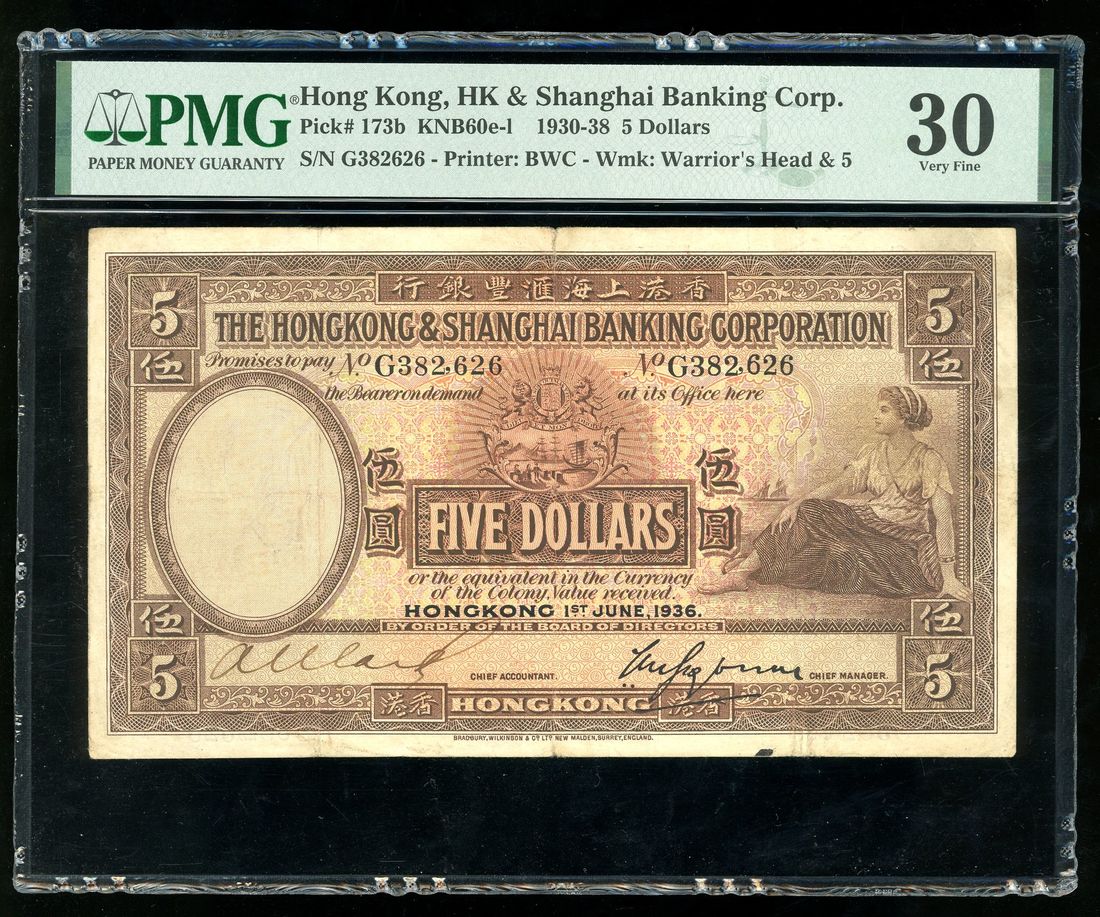 PMG®
PAPER MONEY GUARANTY
Hong Kong, HK & Shanghai Banking Corp.
Pick# 173b KNB60e-l 1930-38 5 Dollars
S/N G382626 - Printer: BWC - Wmk: Warrior's Head & 5
30
Very Fine
行銀豐滙海上港香
5 5
THE HONGKONG & SHANGHAI BANKING CORPORATION
伍 伍
Promises to pay No. G382,626 No. G382,626
the Bearer on demand at its Office here
伍圓 伍圓
FIVE DOLLARS
or the equivalent in the Currency
of the Colony, Value received.
HONGKONG 1ST JUNE, 1936.
伍 伍
BY ORDER OF THE BOARD OF DIRECTORS
5 5
CHIEF ACCOUNTANT. CHIEF MANAGER.
港香 HONGKONG 港香
BRADBURY, WILKINSON & Co LTD NEW MALDEN, SURREY, ENGLAND.